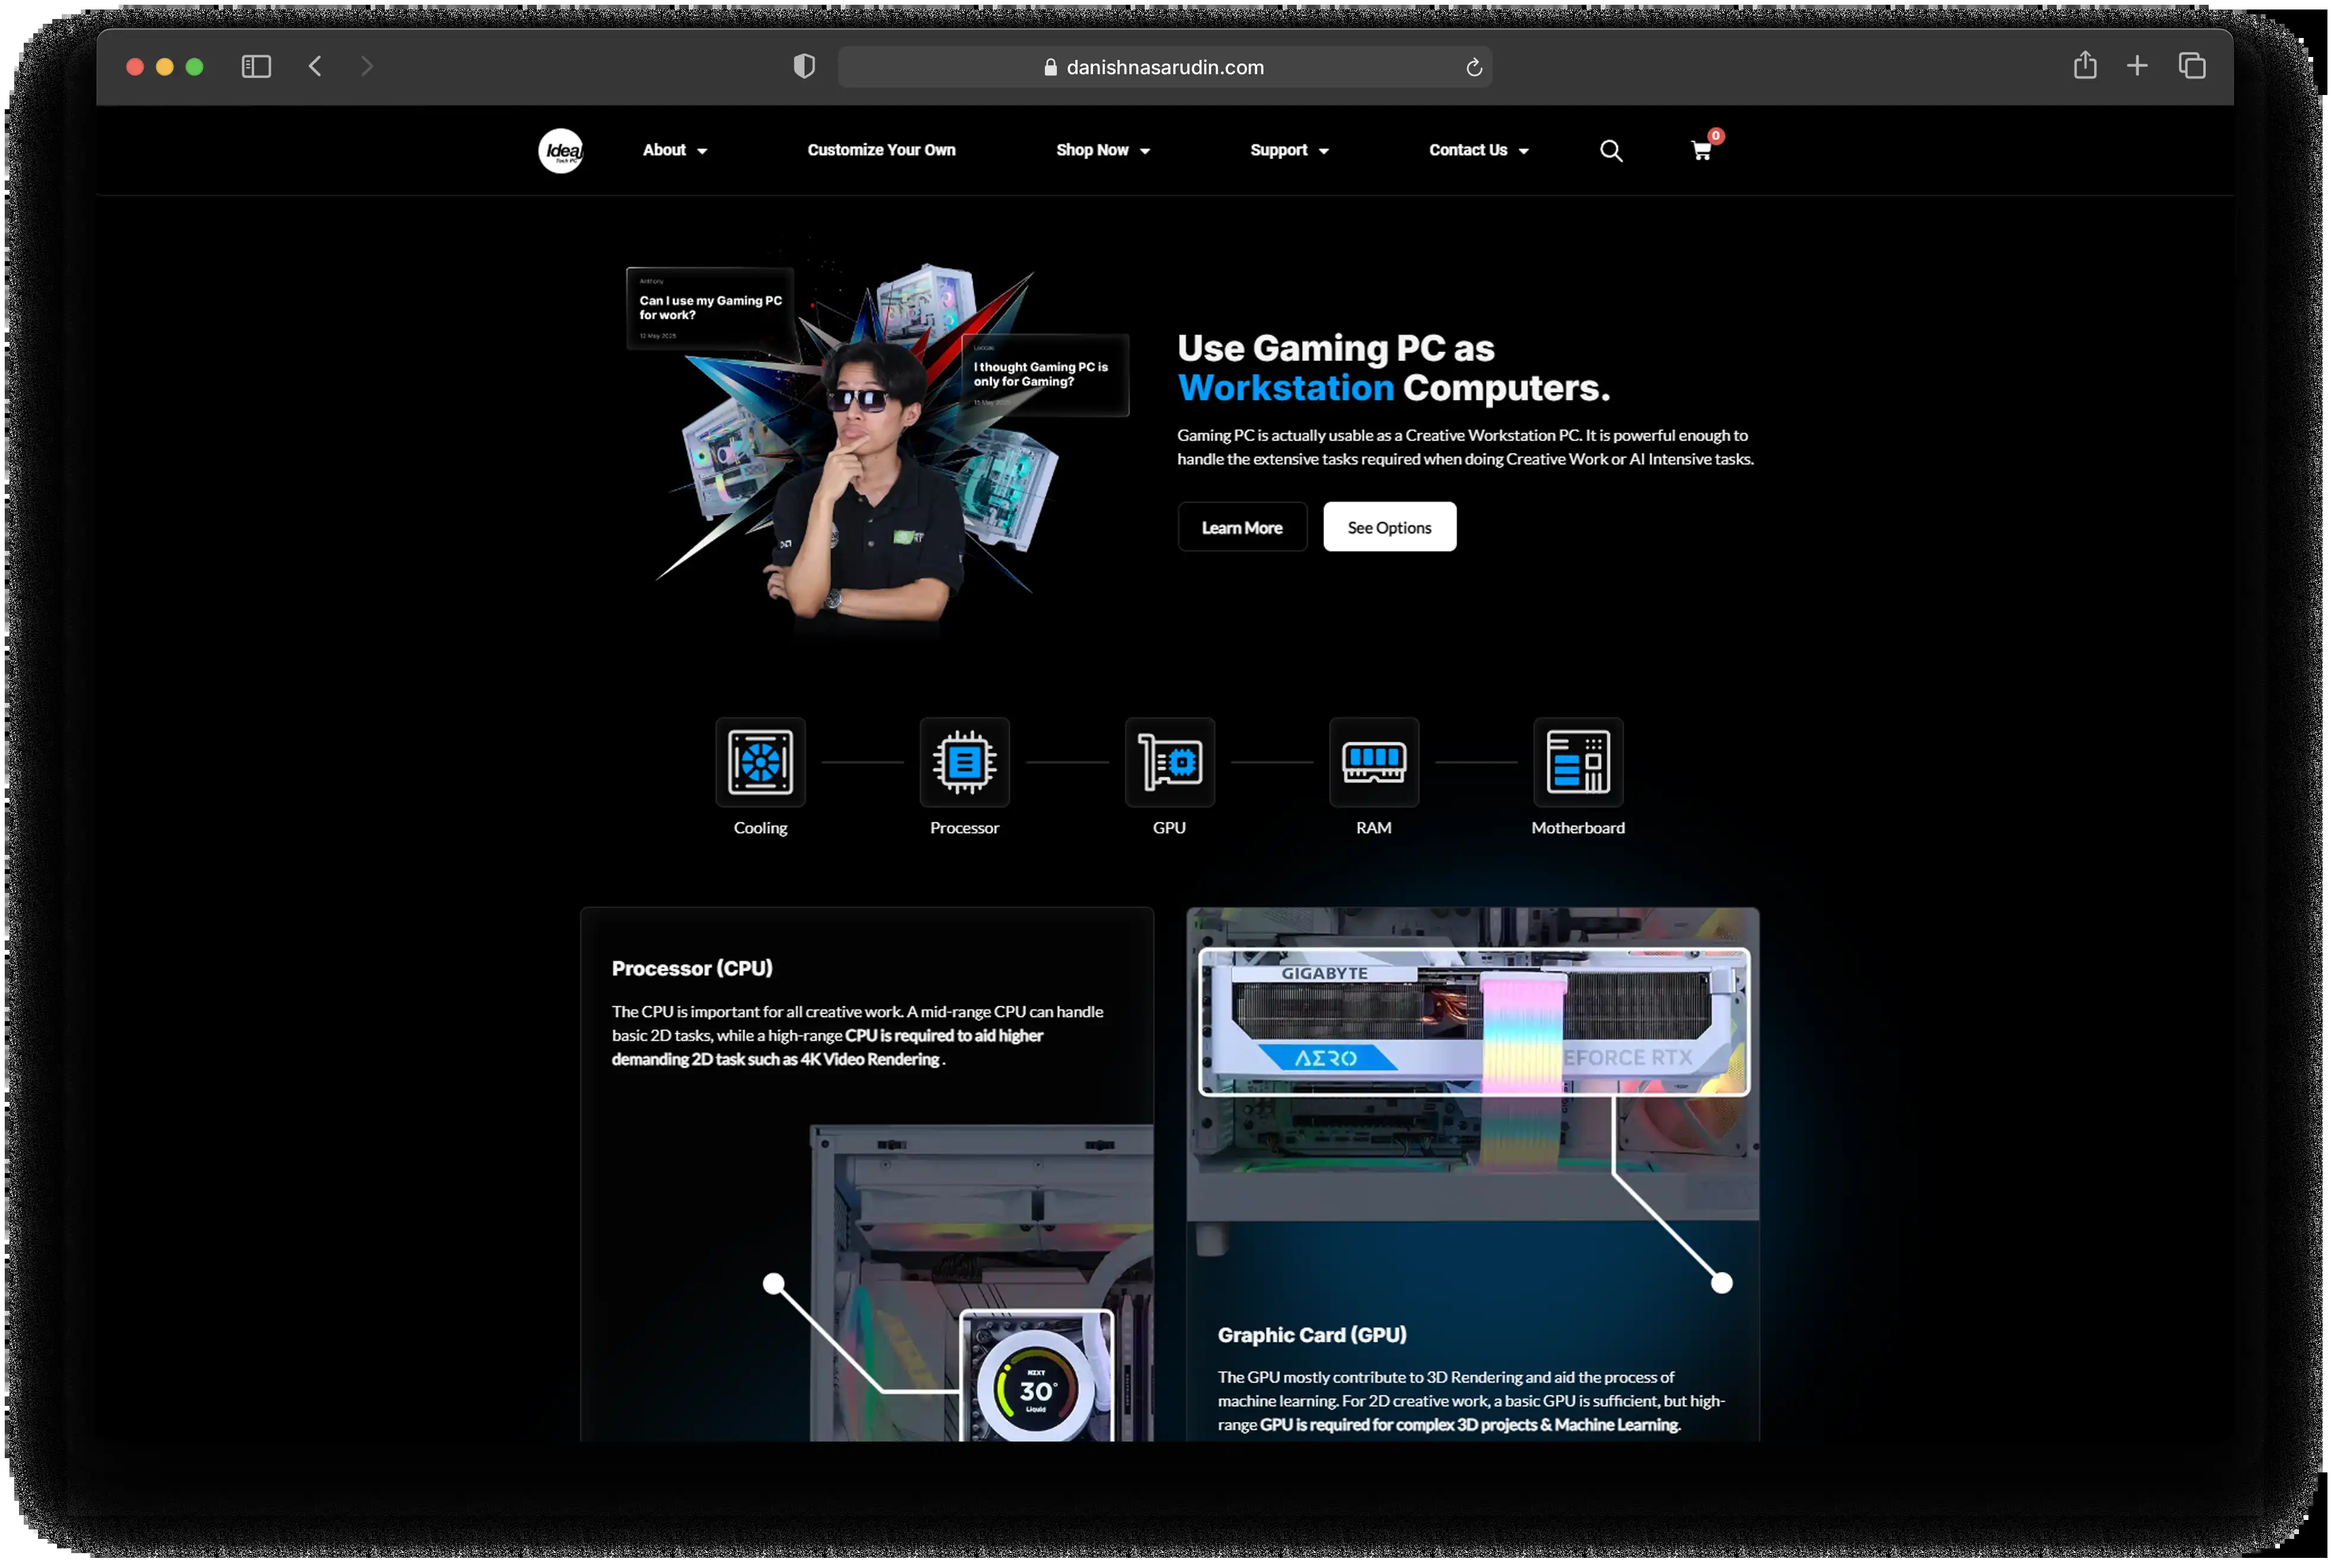 danishnasarudin.com
Ideal
Tech PC
About
Customize Your Own
Shop Now
Support
Contact Us
0
Anthony
Can I use my Gaming PC
for work?
12 May 2023
I thought Gaming PC is
only for Gaming?
Use Gaming PC as
Workstation Computers.
Gaming PC is actually usable as a Creative Workstation PC. It is powerful enough to
handle the extensive tasks required when doing Creative Work or AI Intensive tasks.
Learn More
See Options
Cooling
Processor
GPU
RAM
Motherboard
Processor (CPU)
The CPU is important for all creative work. A mid-range CPU can handle
basic 2D tasks, while a high-range CPU is required to aid higher
demanding 2D task such as 4K Video Rendering .
NZXT
30°
Liquid
GIGABYTE
AERO
EFORCE RTX
Graphic Card (GPU)
The GPU mostly contribute to 3D Rendering and aid the process of
machine learning. For 2D creative work, a basic GPU is sufficient, but high-
range GPU is required for complex 3D projects & Machine Learning.